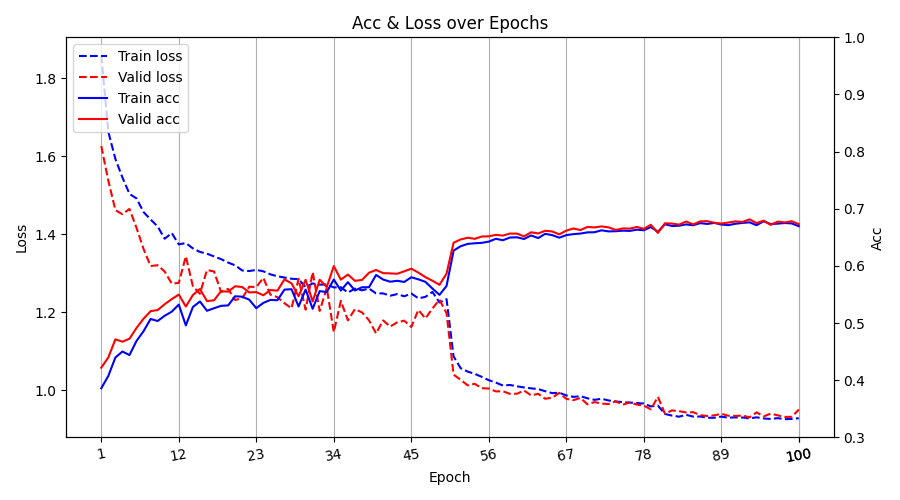 Acc & Loss over Epochs
Train loss
Valid loss
Train acc
Valid acc
Loss
1.8
1.6
1.4
1.2
1.0
1.0
0.9
0.8
0.7
0.6
0.5
0.4
0.3
Acc
1 12 23 34 45 56 67 78 89 100
Epoch